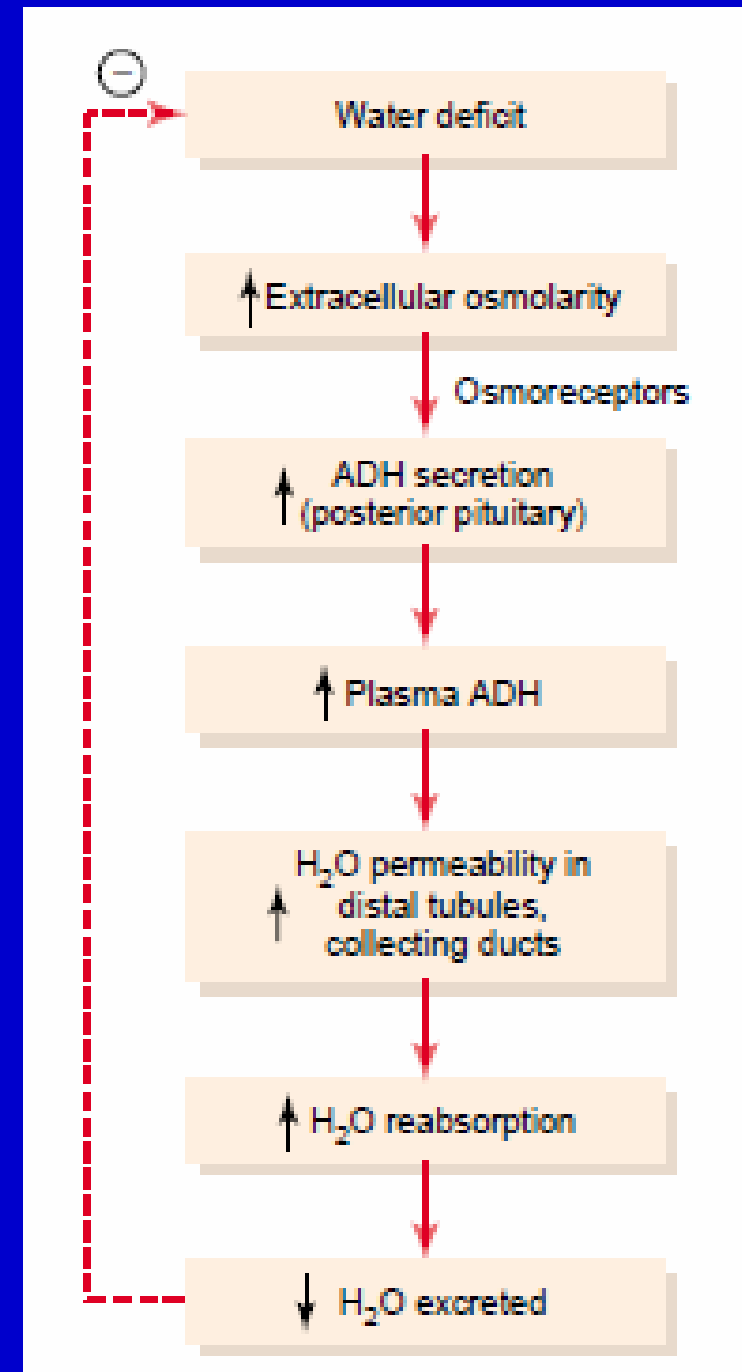 −
Water deficit
↑ Extracellular osmolarity
Osmoreceptors
↑ ADH secretion
(posterior pituitary)
↑ Plasma ADH
H₂O permeability in
↑ distal tubules,
collecting ducts
↑ H₂O reabsorption
↓ H₂O excreted